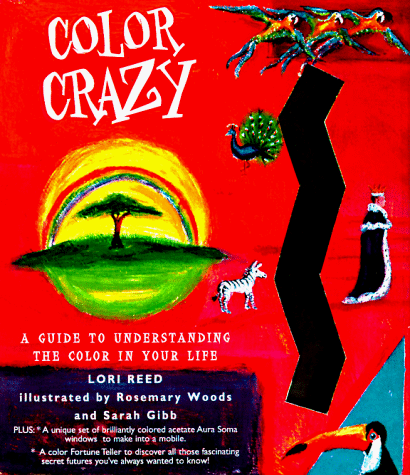 COLOR
CRAZY
A GUIDE TO UNDERSTANDING
THE COLOR IN YOUR LIFE
LORI REED
illustrated by Rosemary Woods
and Sarah Gibb
PLUS: * A unique set of brilliantly colored acetate Aura Soma
windows to make into a mobile.
* A color Fortune Teller to discover all those fascinating
secret futures you've always wanted to know!